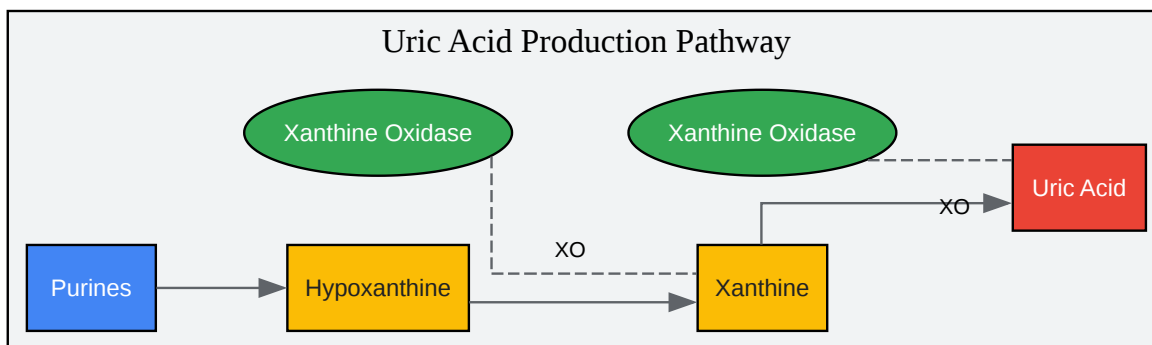 Uric Acid Production Pathway
Xanthine Oxidase
Xanthine Oxidase
Uric Acid
XO
XO
Purines
Hypoxanthine
Xanthine